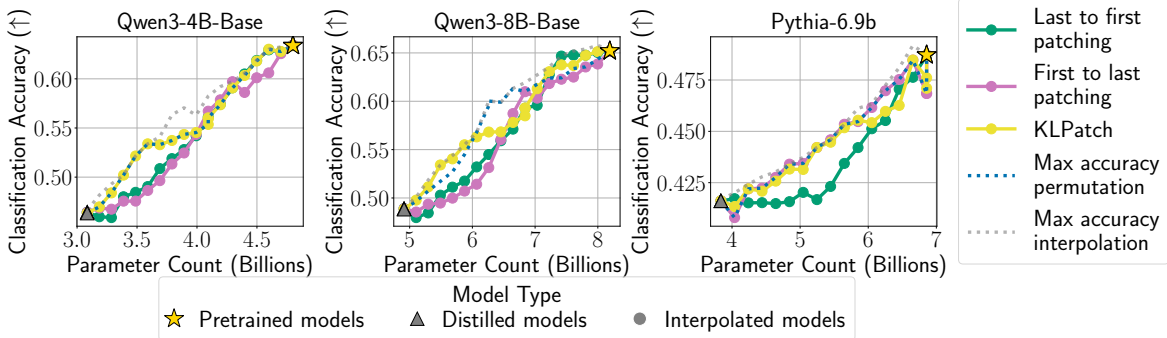 Qwen3-4B-Base
Classification Accuracy (↑)
0.60
0.55
0.50
3.0
3.5
4.0
4.5
Parameter Count (Billions)
Qwen3-8B-Base
Classification Accuracy (↑)
0.65
0.60
0.55
0.50
5
6
7
8
Parameter Count (Billions)
Pythia-6.9b
Classification Accuracy (↑)
0.475
0.450
0.425
4
5
6
7
Parameter Count (Billions)
Last to first
patching
First to last
patching
KLPatch
Max accuracy
permutation
Max accuracy
interpolation
Model Type
Pretrained models
Distilled models
Interpolated models